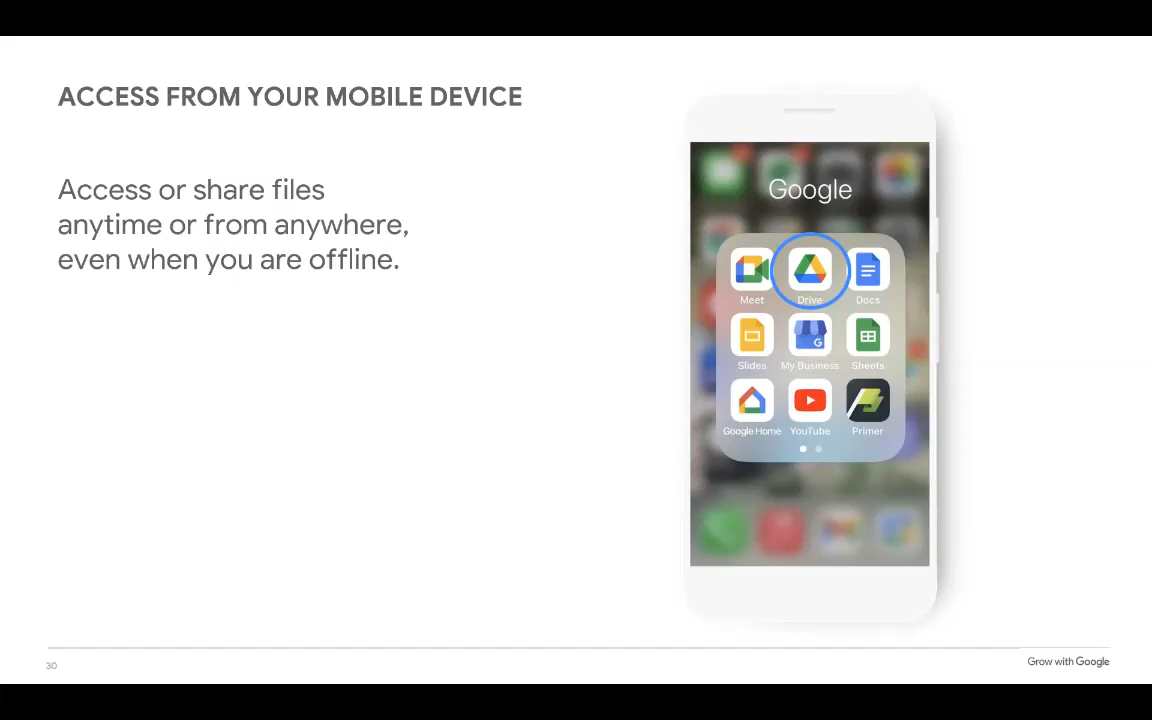 ACCESS FROM YOUR MOBILE DEVICE
Access or share files
anytime or from anywhere,
even when you are offline.
Google
Meet Drive Docs
Slides My Business Sheets
G
Google Home YouTube Primer
30
Grow with Google